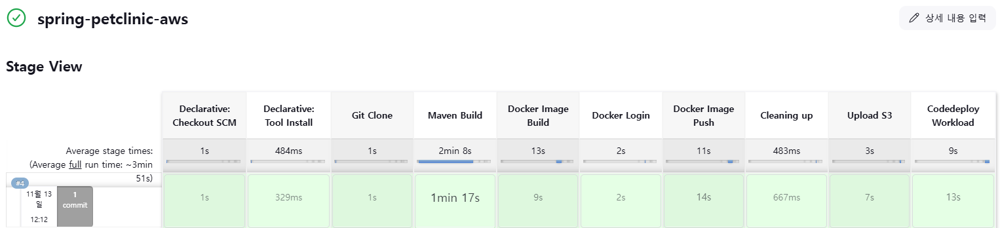 spring-petclinic-aws
상세 내용 입력
Stage View
Declarative:
Checkout SCM
Declarative:
Tool Install
Git Clone
Maven Build
Docker Image
Build
Docker Login
Docker Image
Push
Cleaning up
Upload S3
Codedeploy
Workload
Average stage times:
(Average full run time: ~3min
51s)
1s
484ms
1s
2min 8s
13s
2s
11s
483ms
3s
9s
#4
11월 13
일
12:12
1
commit
1s
329ms
1s
1min 17s
9s
2s
14s
667ms
7s
13s